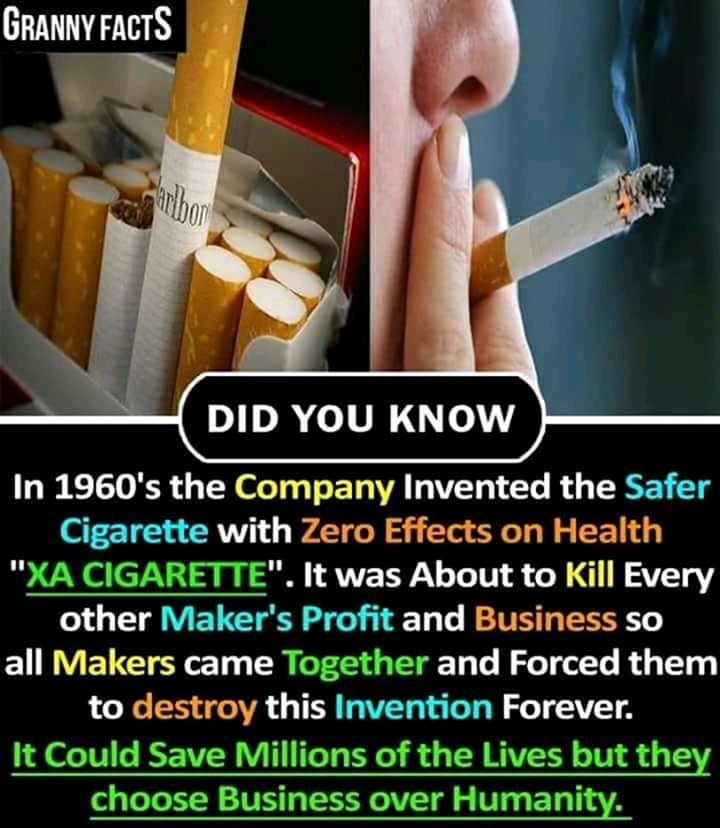 GRANNY FACTS
arlbor
DID YOU KNOW
In 1960's the Company Invented the Safer
Cigarette with Zero Effects on Health
"XA CIGARETTE". It was About to Kill Every
other Maker's Profit and Business so
all Makers came Together and Forced them
to destroy this Invention Forever.
It Could Save Millions of the Lives but they
choose Business over Humanity.